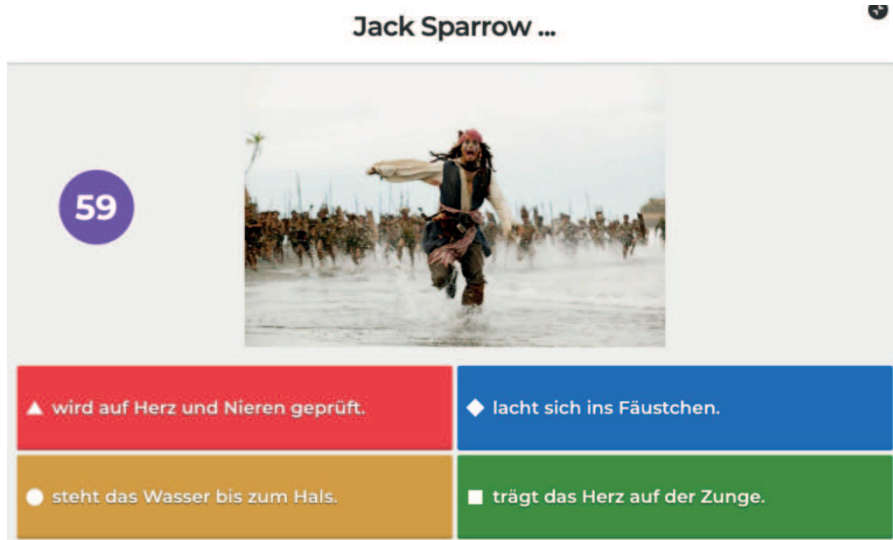 Jack Sparrow ...
59
wird auf Herz und Nieren geprüft.
lacht sich ins Fäustchen.
steht das Wasser bis zum Hals.
trägt das Herz auf der Zunge.